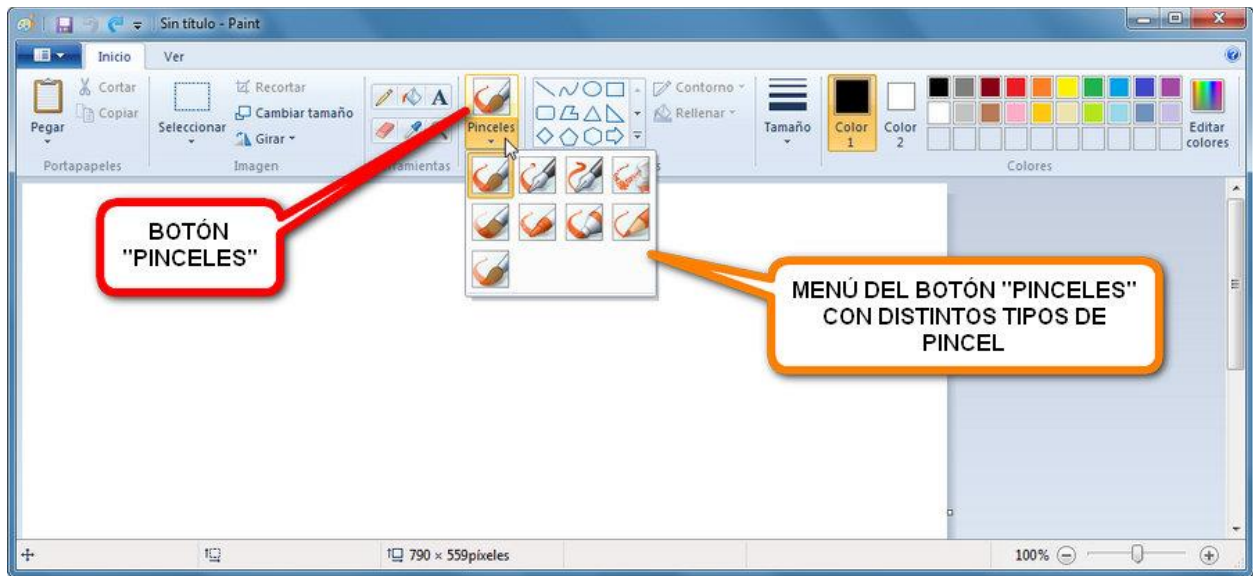 Sin título - Paint
Inicio
Ver
Pegar
Cortar
Copiar
Portapapeles
Seleccionar
Recortar
Cambiar tamaño
Girar
Imagen
A
Pinceles
Contorno
Rellenar
Tamaño
Color
1
Color
2
Editar
colores
Colores
BOTÓN
"PINCELES"
MENÚ DEL BOTÓN "PINCELES"
CON DISTINTOS TIPOS DE
PINCEL
790 × 559píxeles
100%